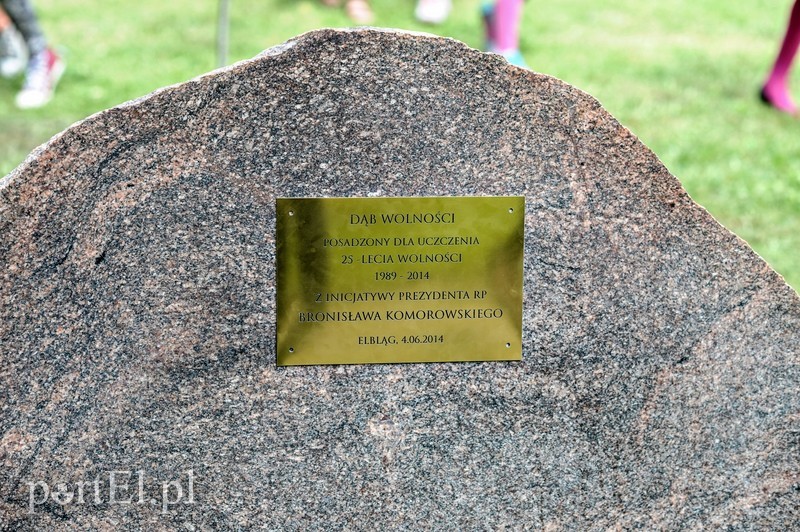 DĄB WOLNOŚCI
POSADZONY DLA UCZCZENIA
25 -LECIA WOLNOŚCI
1989 - 2014
Z INICJATYWY PREZYDENTA RP
BRONISŁAWA KOMOROWSKIEGO
ELBLĄG, 4.06.2014
portEl.pl